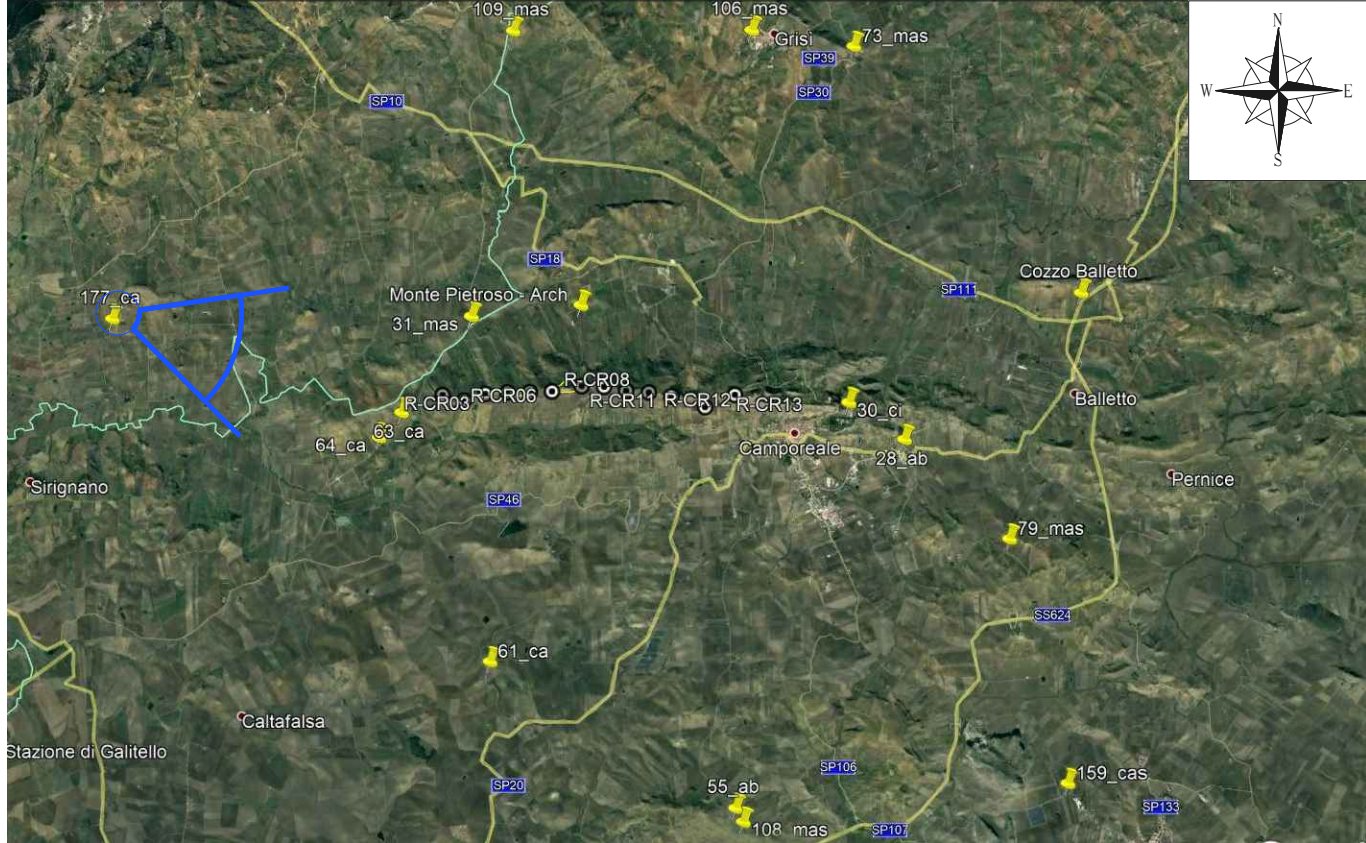 109_mas
106_mas
Grisì
73_mas
SP39
SP30
SP10
N
W
E
S
SP18
Cozzo Balletto
SP111
177_ca
Monte Pietroso - Arch
31_mas
R-CR08
R-CR03
R-CR06
R-CR11
R-CR12
R-CR13
30_ci
Balletto
64_ca
63_ca
Camporeale
28_ab
Sirignano
Pernice
SP46
79_mas
SS624
61_ca
Caltafalsa
Stazione di Galitello
SP106
159_cas
SP20
55_ab
108_mas
SP107
SP133